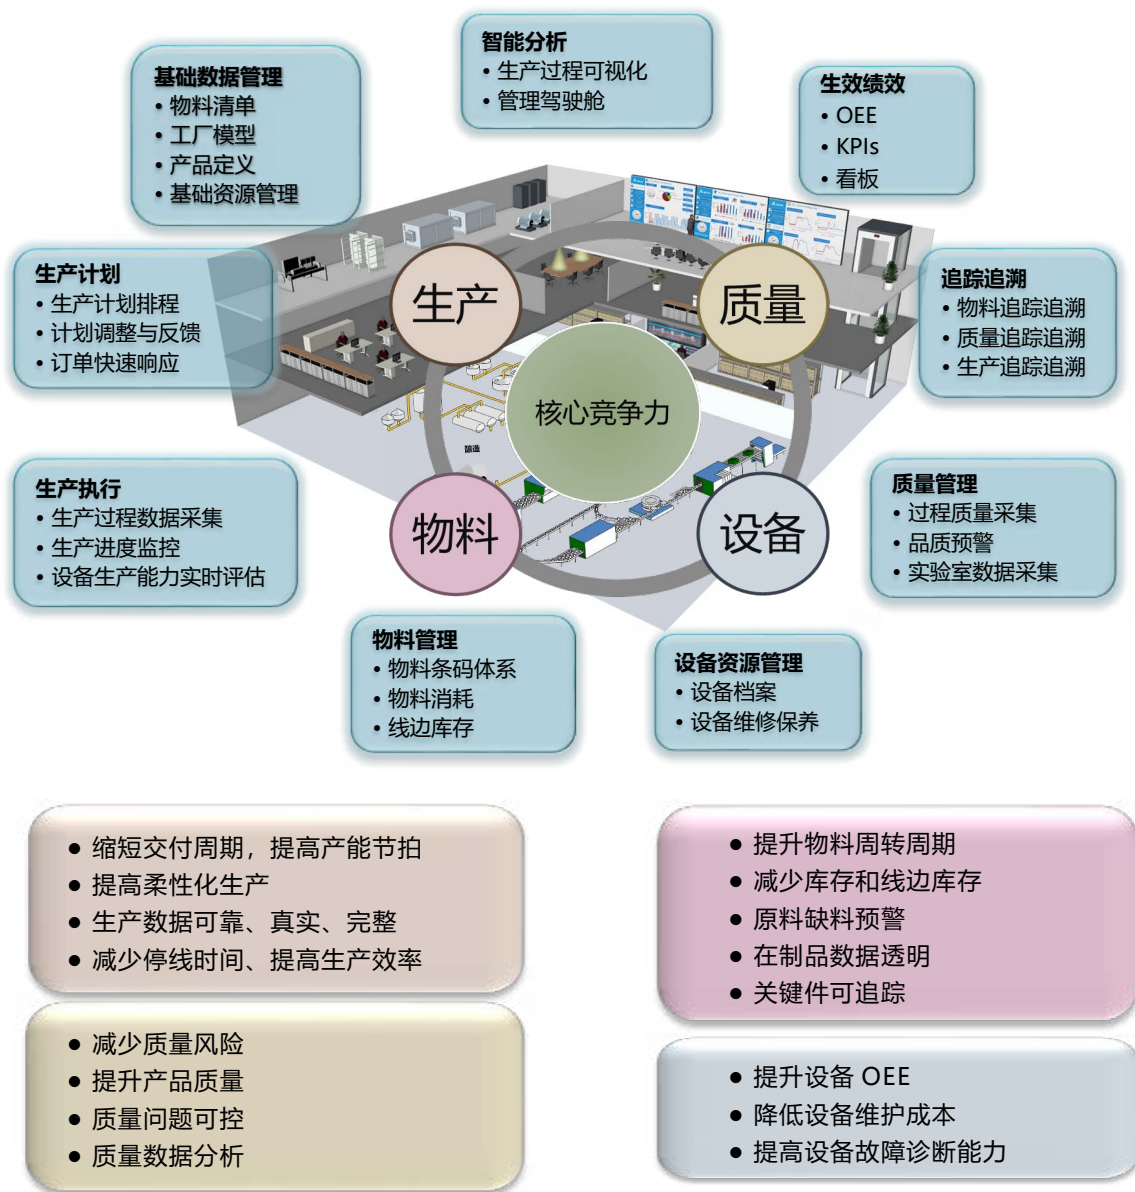 智能分析
• 生产过程可视化
• 管理驾驶舱
基础数据管理
• 物料清单
• 工厂模型
• 产品定义
• 基础资源管理
生效绩效
• OEE
• KPIs
• 看板
生产计划
• 生产计划排程
• 计划调整与反馈
• 订单快速响应
追踪追溯
• 物料追踪追溯
• 质量追踪追溯
• 生产追踪追溯
生产
质量
核心竞争力
酿造
物料
设备
生产执行
• 生产过程数据采集
• 生产进度监控
• 设备生产能力实时评估
质量管理
• 过程质量采集
• 品质预警
• 实验室数据采集
物料管理
• 物料条码体系
• 物料消耗
• 线边库存
设备资源管理
• 设备档案
• 设备维修保养
● 缩短交付周期，提高产能节拍
● 提高柔性化生产
● 生产数据可靠、真实、完整
● 减少停线时间、提高生产效率
● 减少质量风险
● 提升产品质量
● 质量问题可控
● 质量数据分析
● 提升物料周转周期
● 减少库存和线边库存
● 原料缺料预警
● 在制品数据透明
● 关键件可追踪
● 提升设备 OEE
● 降低设备维护成本
● 提高设备故障诊断能力